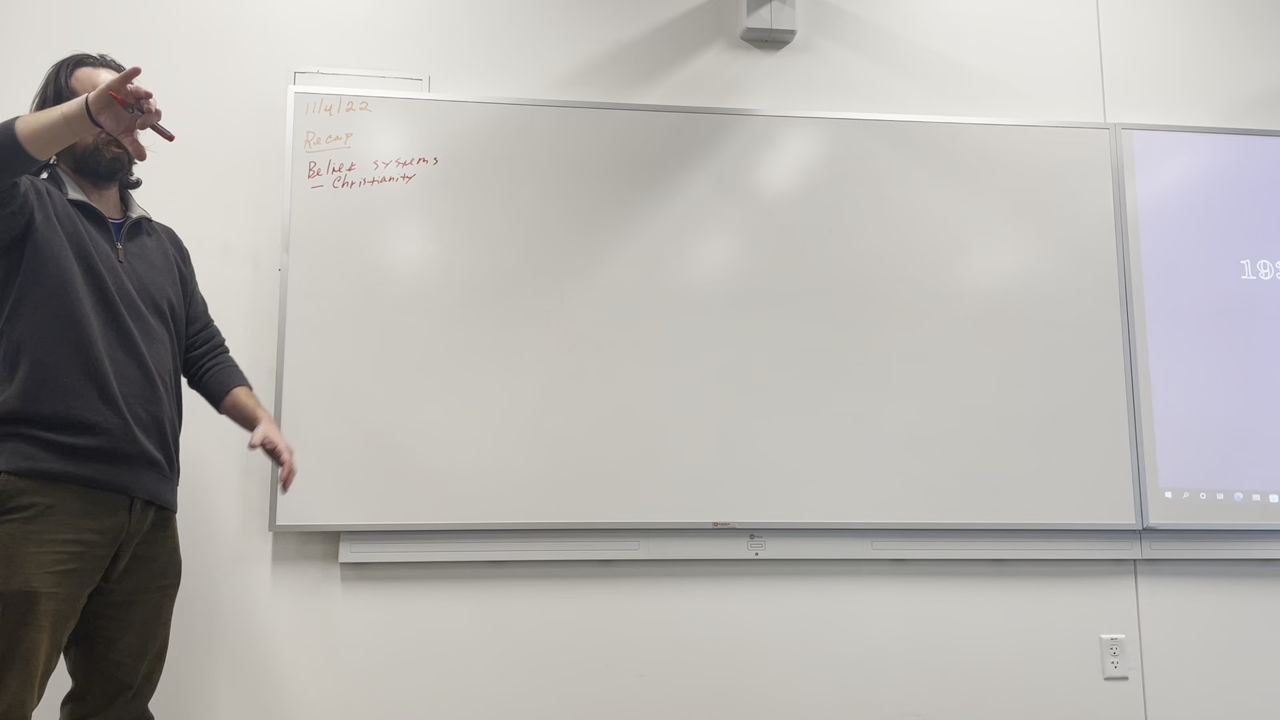 11/4/22
Recap
Belief systems
– Christianity